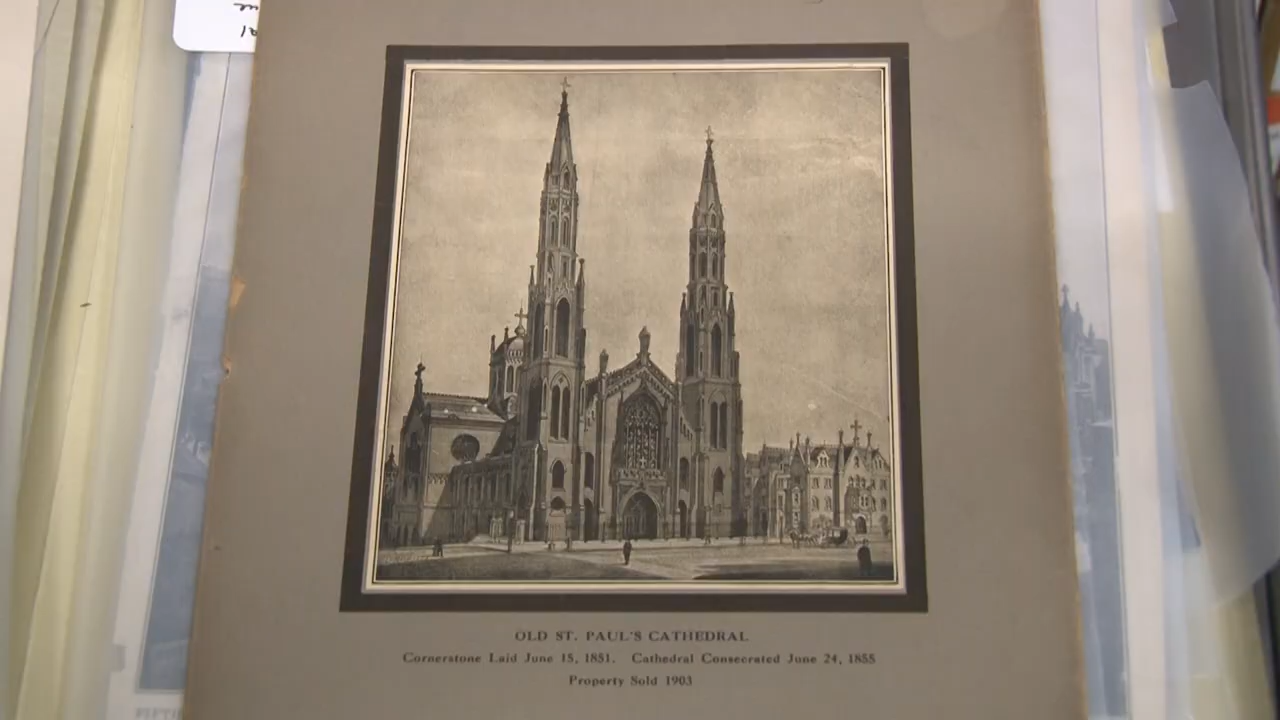 OLD ST. PAUL'S CATHEDRAL
Cornerstone Laid June 15, 1851. Cathedral Consecrated June 24, 1855
Property Sold 1903